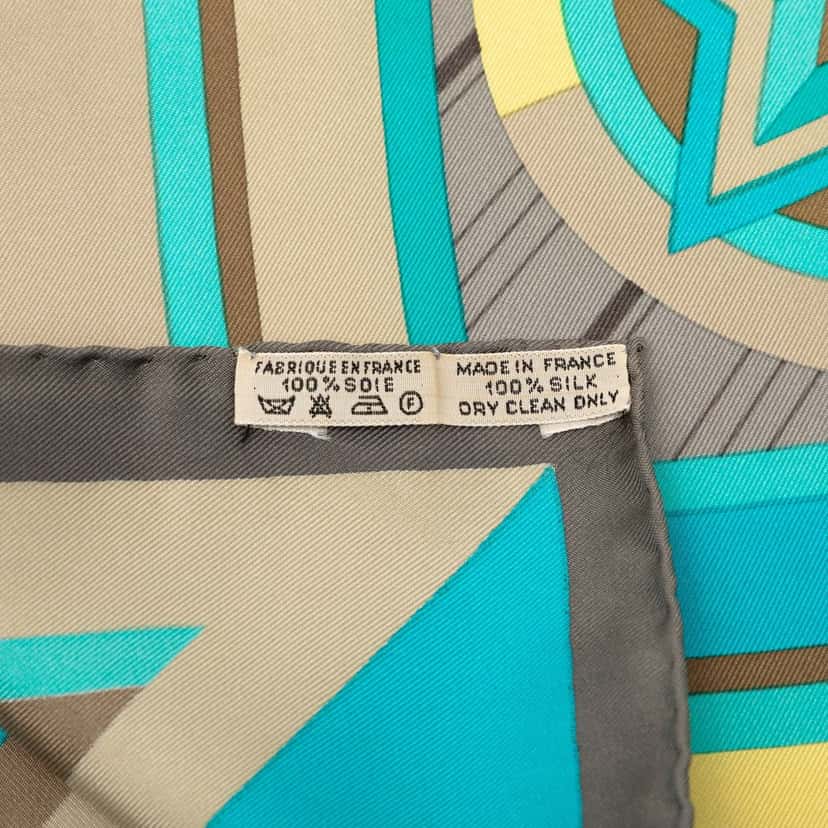 FABRIQUE EN FRANCE
100% SOIE
F
MADE IN FRANCE
100% SILK
DRY CLEAN ONLY